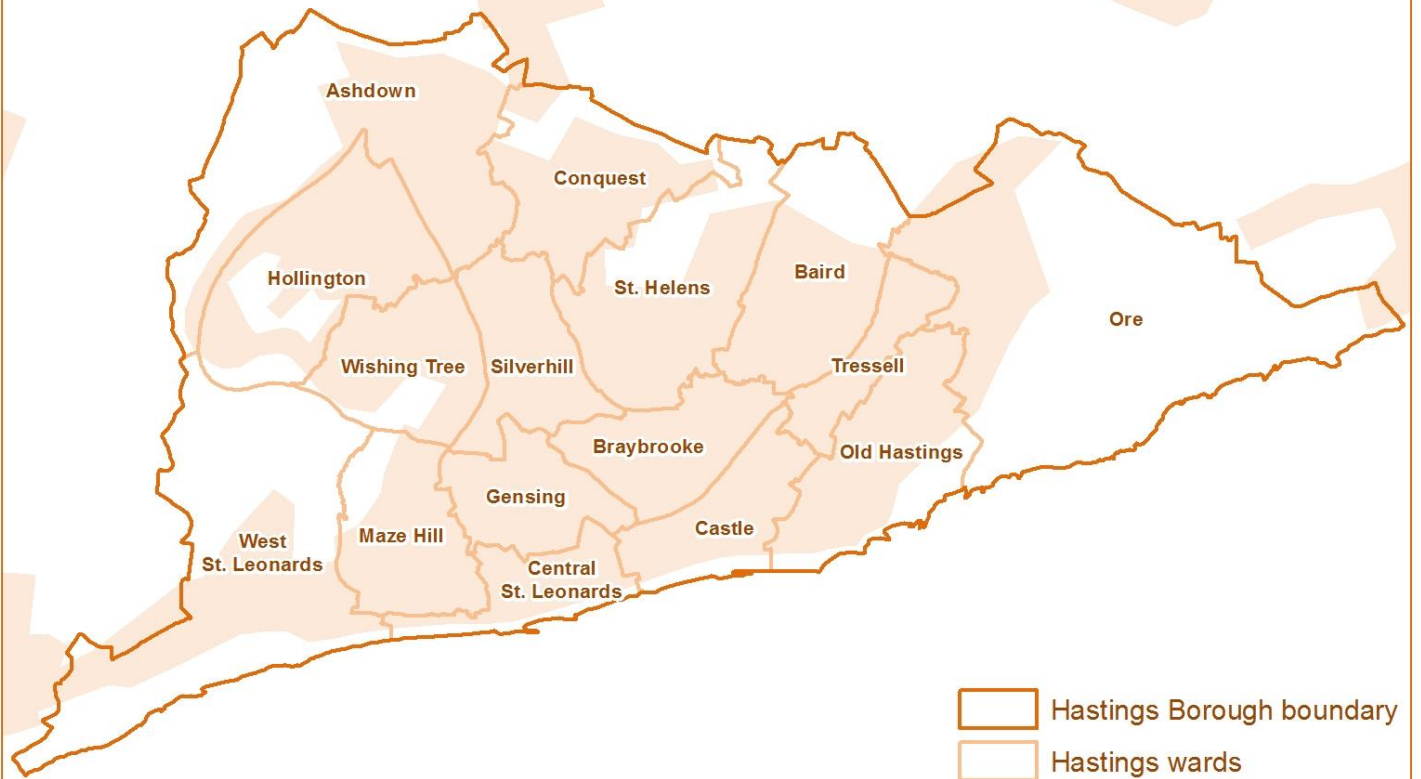 Ashdown
Conquest
Hollington
St. Helens
Baird
Ore
Wishing Tree
Silverhill
Tressell
Braybrooke
Old Hastings
Gensing
Castle
Maze Hill
West
St. Leonards
Central
St. Leonards
Hastings Borough boundary
Hastings wards